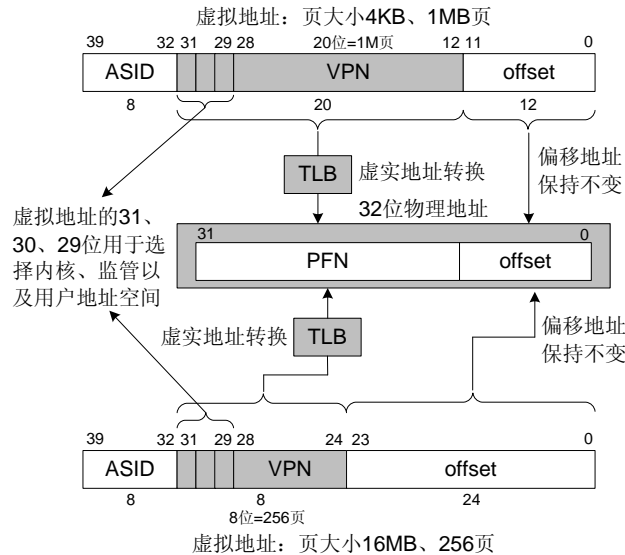 虚拟地址：页大小4KB、1MB页
39 32 31 29 28 20位=1M页 12 11 0
ASID VPN offset
8 20 12
TLB 虚实地址转换
偏移地址
保持不变
32位物理地址
虚拟地址的31、
30、29位用于选
择内核、监管以
及用户地址空间
31 0
PFN offset
虚实地址转换 TLB
偏移地址
保持不变
39 32 31 29 28 24 23 0
ASID VPN offset
8 8 24
8位=256页
虚拟地址：页大小16MB、256页